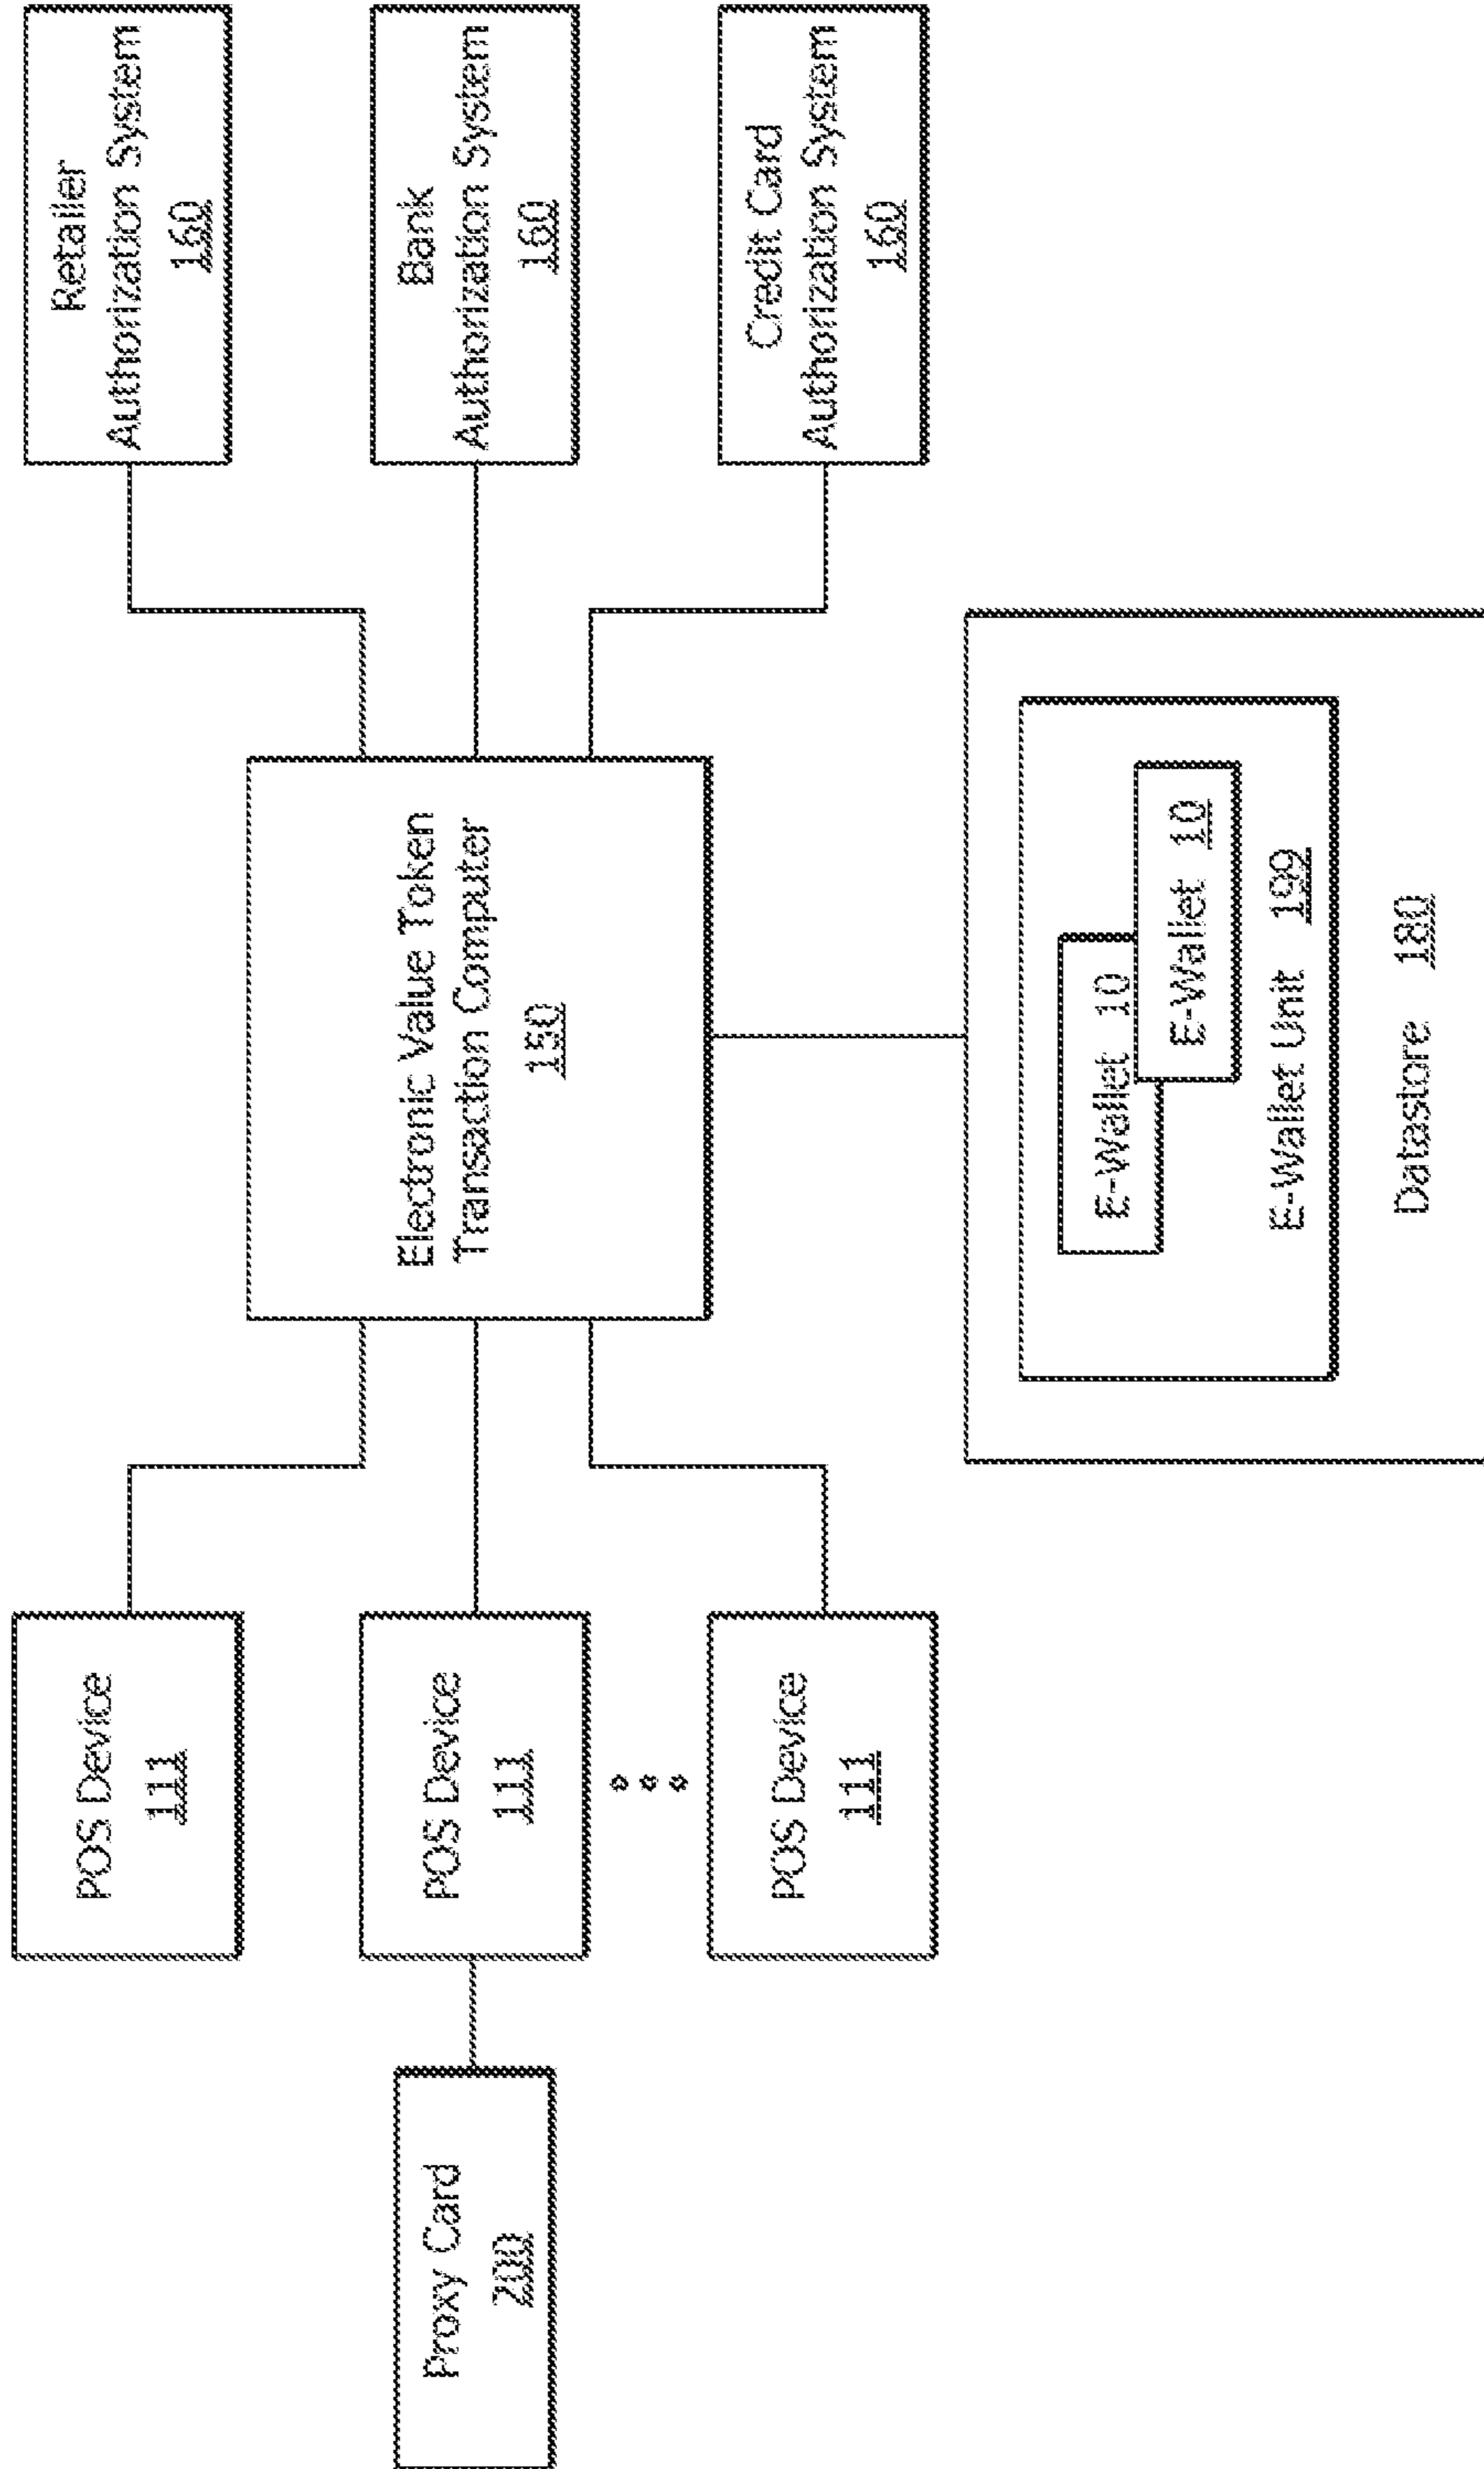 Proxy Card
200
POS Device
111
POS Device
111
POS Device
111
Electronic Value Token
Transaction Computer
150
Retailer
Authorization System
160
Bank
Authorization System
160
Credit Card
Authorization System
160
E-Wallet 10
E-Wallet 10
E-Wallet Unit 199
Datastore 180